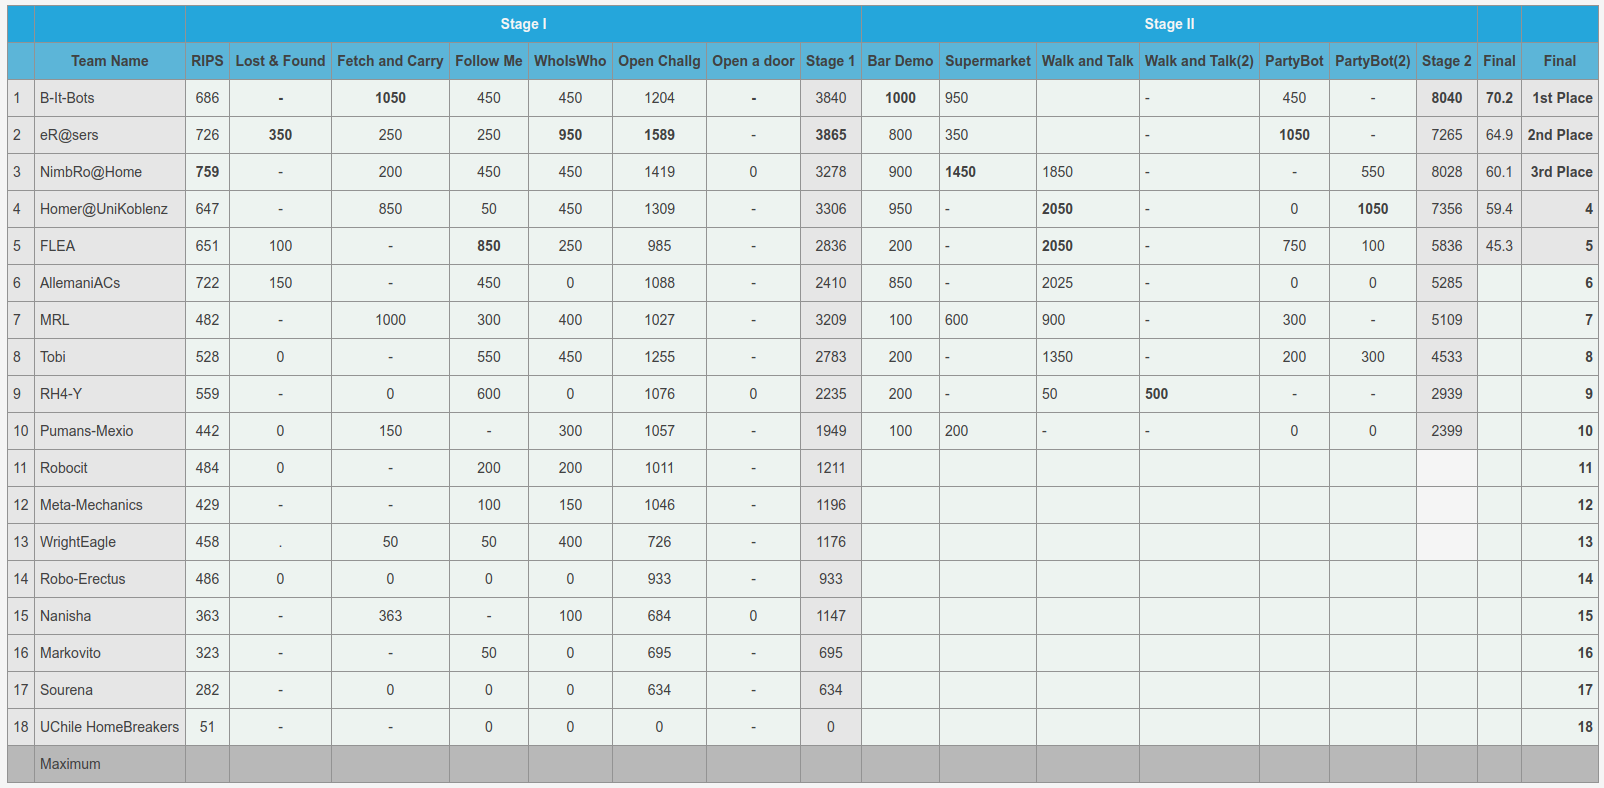 Stage I Stage II
Team Name RIPS Lost & Found Fetch and Carry Follow Me WhoIsWho Open Challg Open a door Stage 1 Bar Demo Supermarket Walk and Talk Walk and Talk(2) PartyBot PartyBot(2) Stage 2 Final Final
1 B-It-Bots 686 - 1050 450 450 1204 - 3840 1000 950 - 450 - 8040 70.2 1st Place
2 eR@sers 726 350 250 250 950 1589 - 3865 800 350 - 1050 - 7265 64.9 2nd Place
3 NimbRo@Home 759 - 200 450 450 1419 0 3278 900 1450 1850 - - 550 8028 60.1 3rd Place
4 Homer@UniKoblenz 647 - 850 50 450 1309 - 3306 950 - 2050 - 0 1050 7356 59.4 4
5 FLEA 651 100 - 850 250 985 - 2836 200 - 2050 - 750 100 5836 45.3 5
6 AllemaniACs 722 150 - 450 0 1088 - 2410 850 - 2025 - 0 0 5285 6
7 MRL 482 - 1000 300 400 1027 - 3209 100 600 900 - 300 - 5109 7
8 Tobi 528 0 - 550 450 1255 - 2783 200 - 1350 - 200 300 4533 8
9 RH4-Y 559 - 0 600 0 1076 0 2235 200 - 50 500 - - 2939 9
10 Pumans-Mexio 442 0 150 - 300 1057 - 1949 100 200 - - 0 0 2399 10
11 Robocit 484 0 - 200 200 1011 - 1211 11
12 Meta-Mechanics 429 - - 100 150 1046 - 1196 12
13 WrightEagle 458 . 50 50 400 726 - 1176 13
14 Robo-Erectus 486 0 0 0 0 933 - 933 14
15 Nanisha 363 - 363 - 100 684 0 1147 15
16 Markovito 323 - - 50 0 695 - 695 16
17 Sourena 282 - 0 0 0 634 - 634 17
18 UChile HomeBreakers 51 - - 0 0 0 - 0 18
Maximum